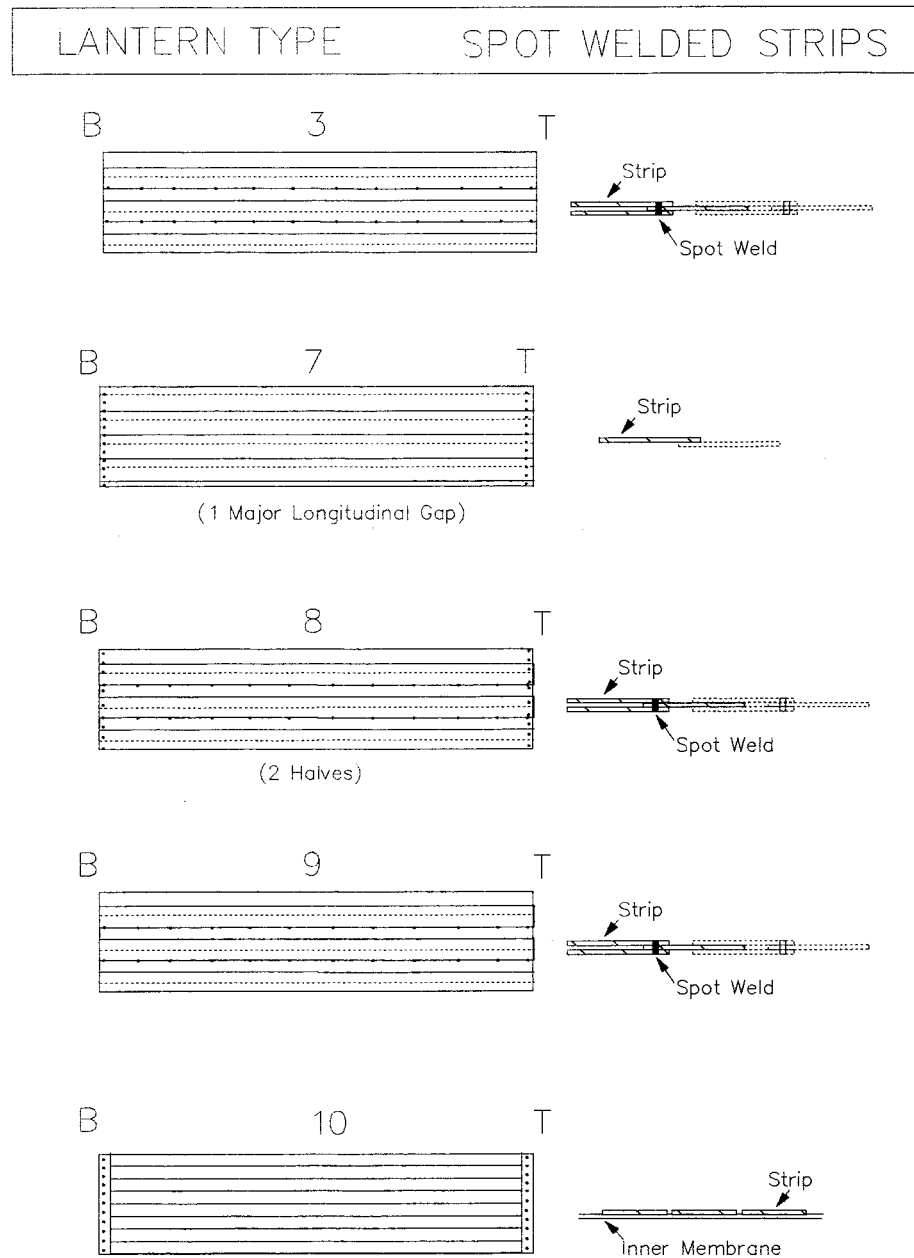 LANTERN TYPE SPOT WELDED STRIPS
B 3 T
Strip
Spot Weld
B 7 T
Strip
(1 Major Longitudinal Gap)
B 8 T
Strip
Spot Weld
(2 Halves)
B 9 T
Strip
Spot Weld
B 10 T
Strip
Inner Membrane